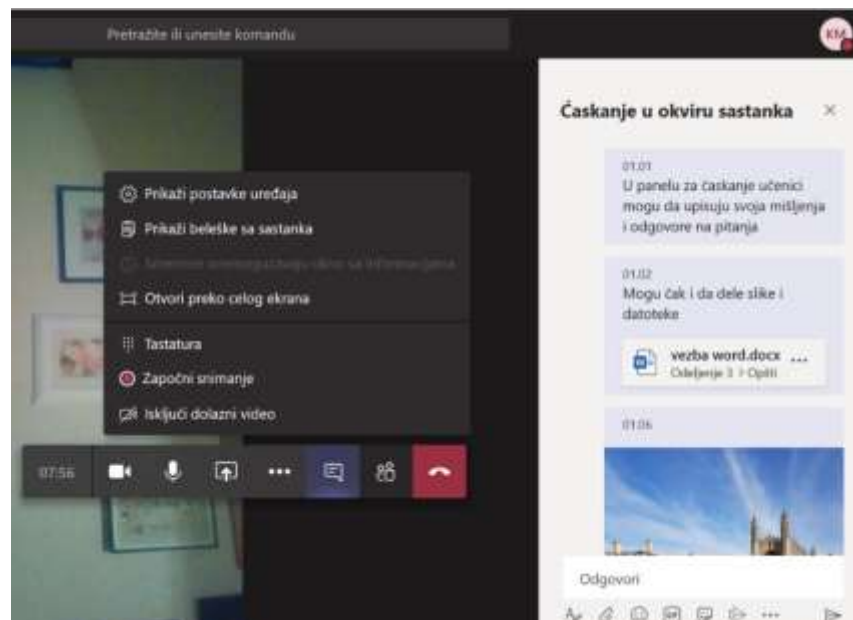 Pretražite ili unesite komandu
KM
Ćaskanje u okviru sastanka
01.01
U panelu za ćaskanje učenici
mogu da upisuju svoja mišljenja
i odgovore na pitanja
01.02
Mogu čak i da dele slike i
datoteke
vezba word.docx
Odeljenje 3 > Opšti
01.06
Prikaži postavke uređaja
Prikaži beleške sa sastanka
Otvori preko celog ekrana
Tastatura
Započni snimanje
Isključi dolazni video
07:56
Odgovori